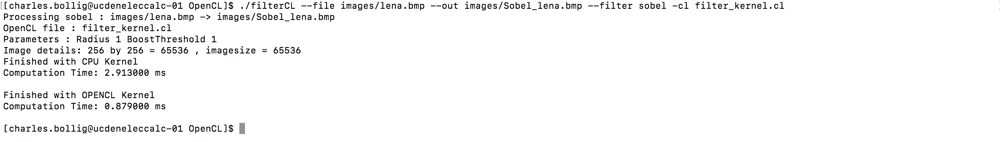 [[charles.bollig@ucdeneleccalc-01 OpenCL]$ ./filterCL --file images/lena.bmp --out images/Sobel_lena.bmp --filter sobel -cl filter_kernel.cl
Processing sobel : images/lena.bmp -> images/Sobel_lena.bmp
OpenCL file : filter_kernel.cl
Parameters : Radius 1 BoostThreshold 1
Image details: 256 by 256 = 65536 , imagesize = 65536
Finished with CPU Kernel
Computation Time: 2.913000 ms
Finished with OPENCL Kernel
Computation Time: 0.879000 ms
[charles.bollig@ucdeneleccalc-01 OpenCL]$